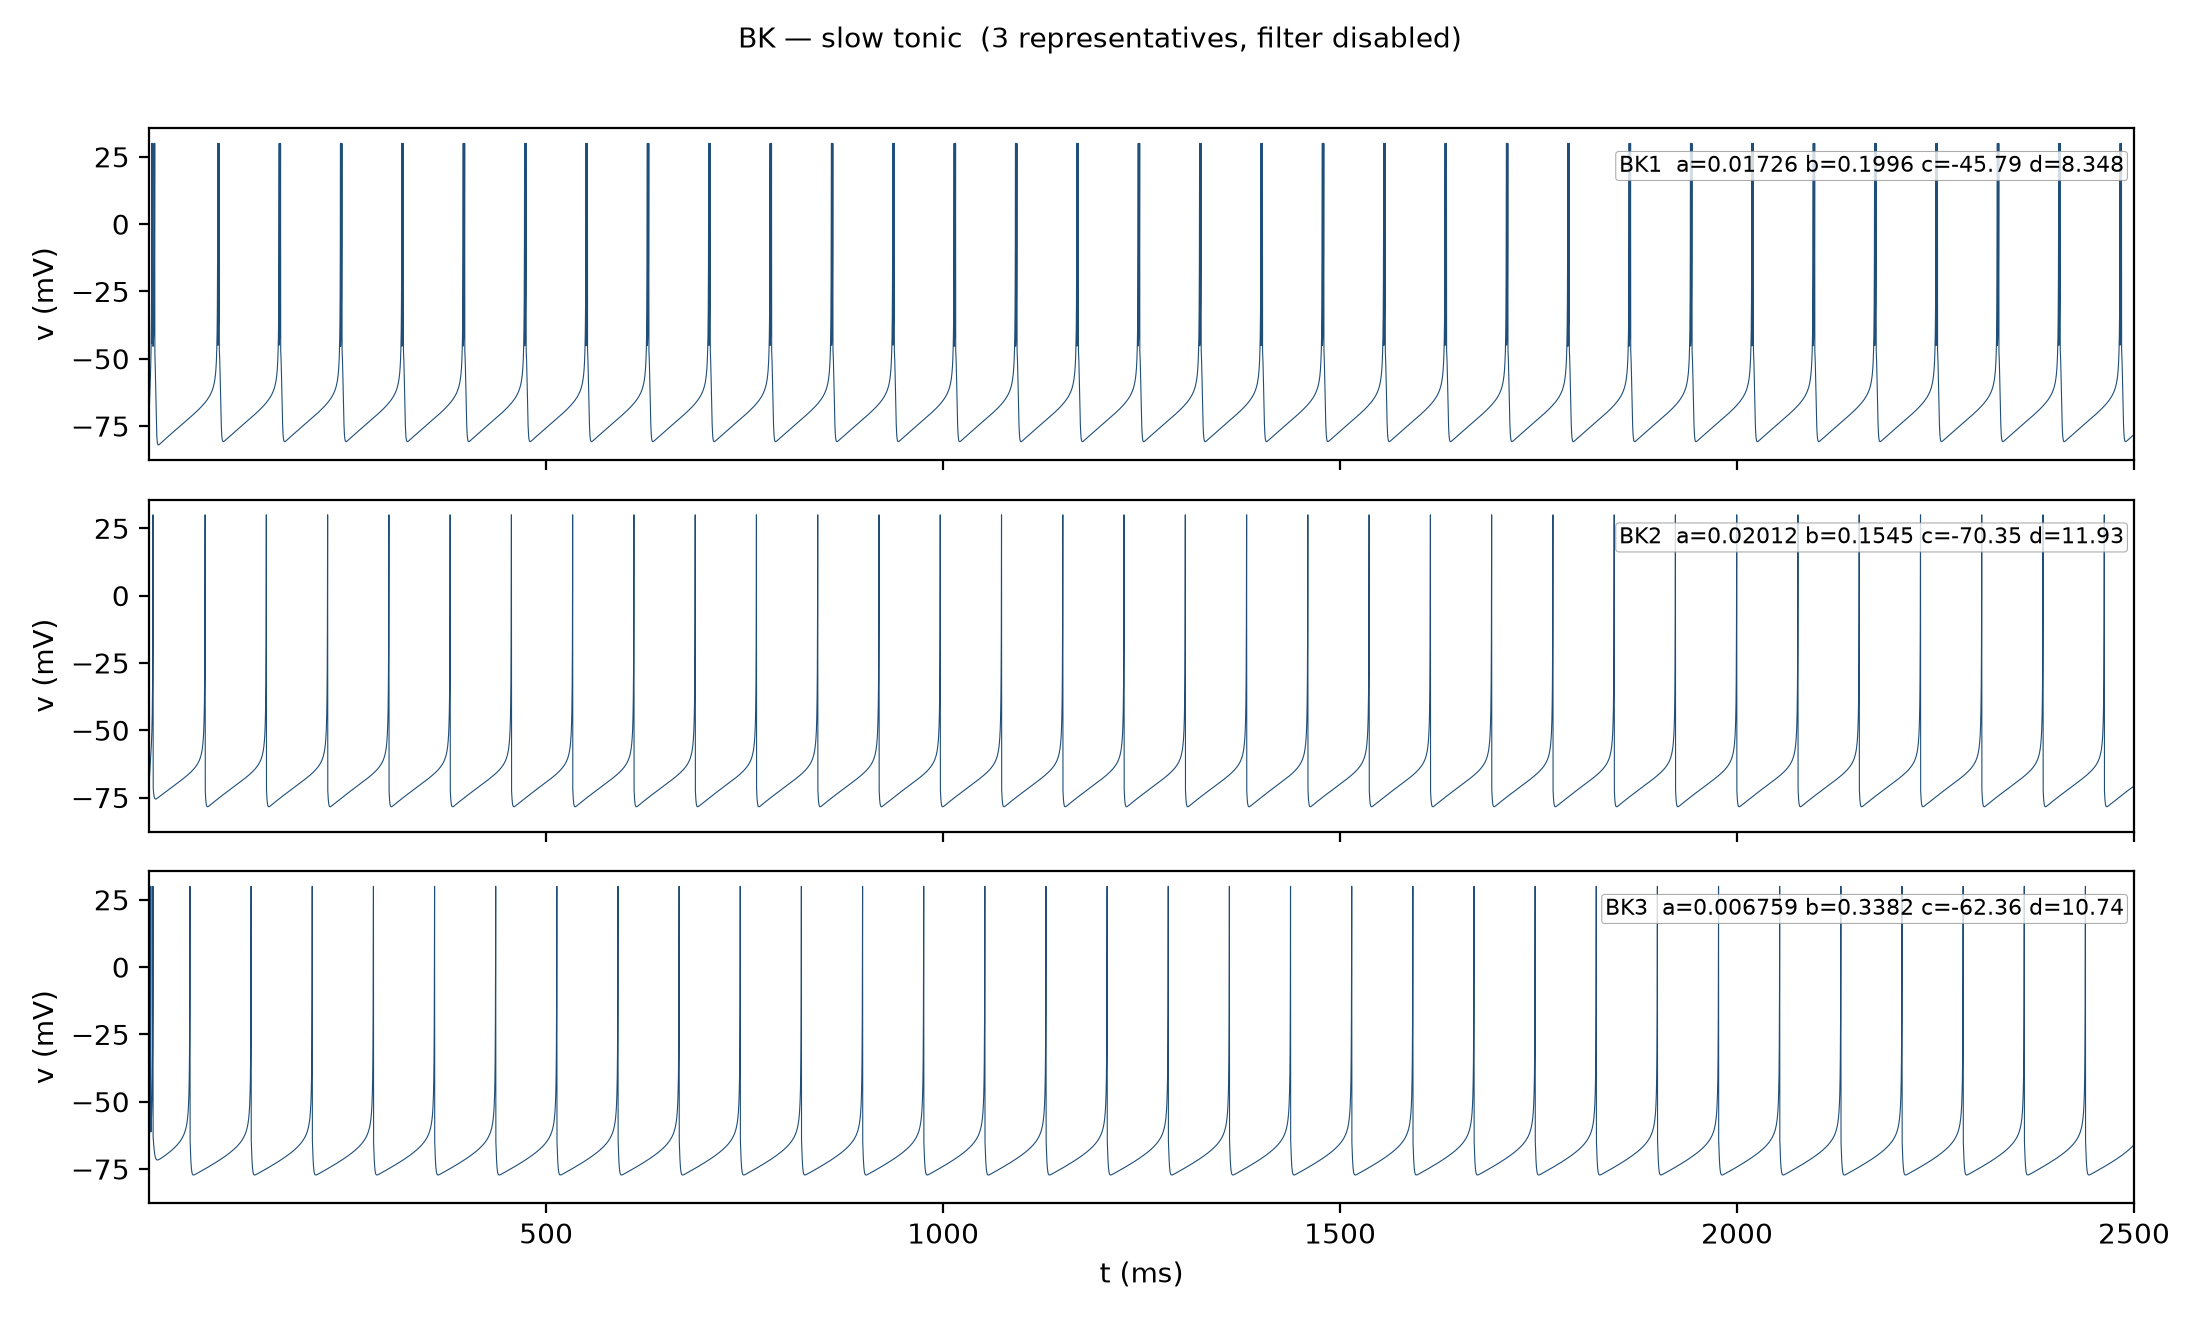 BK — slow tonic  (3 representatives, filter disabled)
25
0
−25
−50
−75
v (mV)
BK1  a=0.01726 b=0.1996 c=-45.79 d=8.348
25
0
−25
−50
−75
v (mV)
BK2  a=0.02012 b=0.1545 c=-70.35 d=11.93
25
0
−25
−50
−75
v (mV)
BK3  a=0.006759 b=0.3382 c=-62.36 d=10.74
500 1000 1500 2000 2500
t (ms)